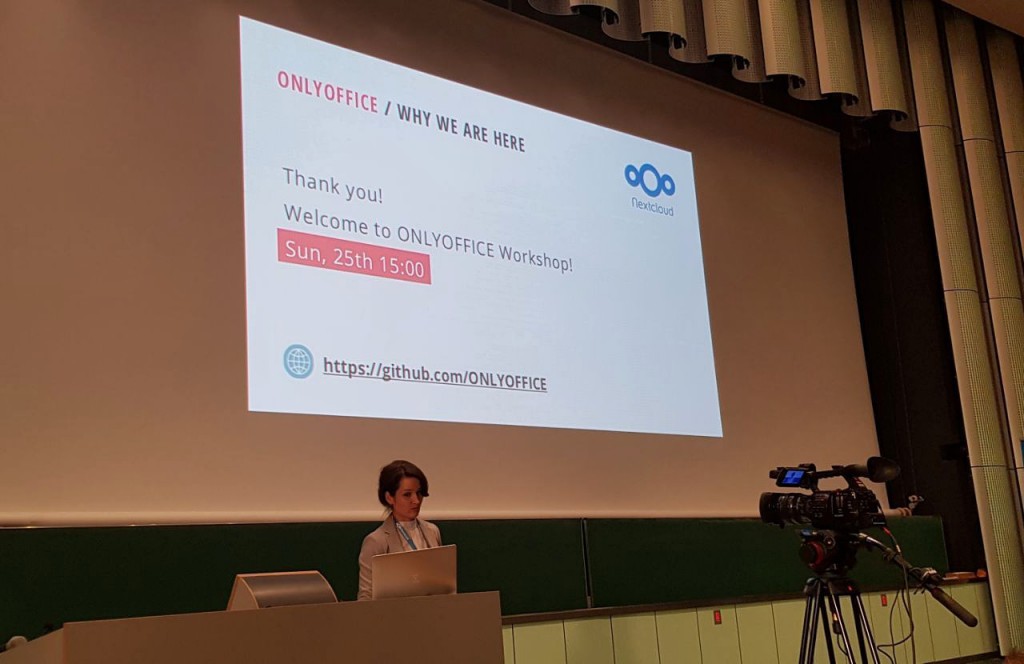 ONLYOFFICE / WHY WE ARE HERE
nextcloud
Thank you!
Welcome to ONLYOFFICE Workshop!
Sun, 25th 15:00
https://github.com/ONLYOFFICE